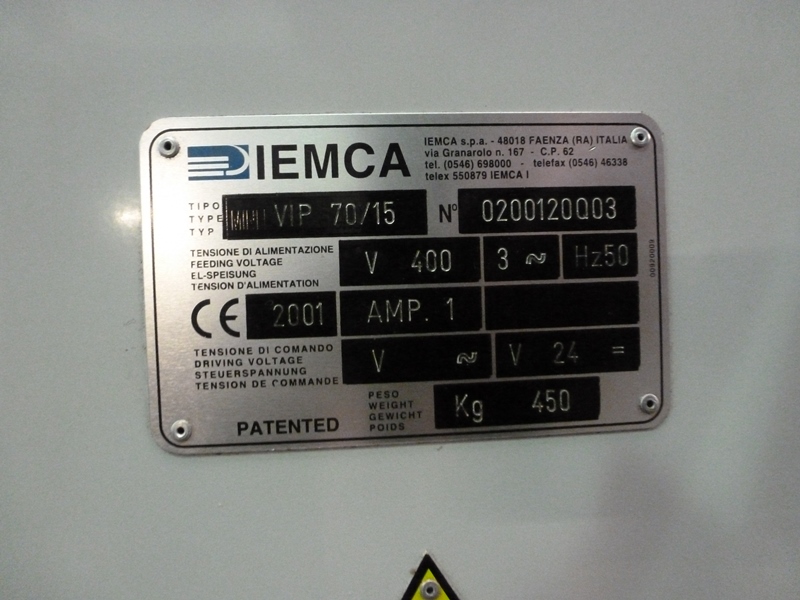 IEMCA
IEMCA s.p.a. - 48018 FAENZA (RA) ITALIA
via Granarolo n. 167 - C.P. 62
tel. (0546) 698000 - telefax (0546) 46338
telex 550879 IEMCA I
TIPO
TYPE
TYP
VIP 70/15
N° 0200120Q03
TENSIONE DI ALIMENTAZIONE
FEEDING VOLTAGE
EL-SPEISUNG
TENSION D'ALIMENTATION
V 400
3 ~
Hz50
CE
2001
AMP. 1
TENSIONE DI COMANDO
DRIVING VOLTAGE
STEUERSPANNUNG
TENSION DE COMMANDE
V ~
V 24 =
PATENTED
PESO
WEIGHT
GEWICHT
POIDS
Kg 450